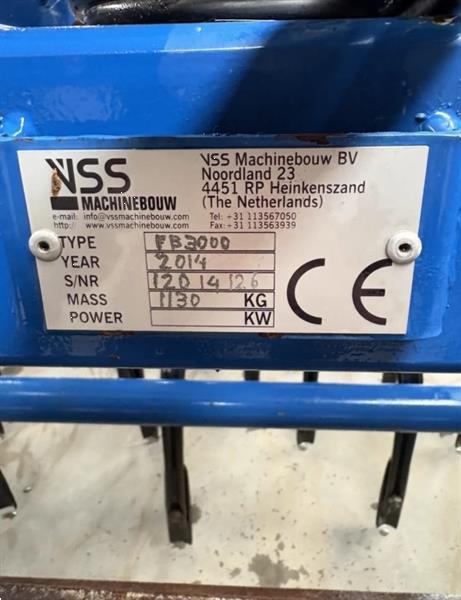 VSS
MACHINEBOUW
e-mail: info@vssmachinebouw.com
http:// www.vssmachinebouw.com
VSS Machinebouw BV
Noordland 23
4451 RP Heinkenszand
(The Netherlands)
Tel: +31 113567050
Fax: +31 113563939
TYPE FB3000
YEAR 2014
S/NR 12014126
MASS 1130 KG
POWER KW
CE